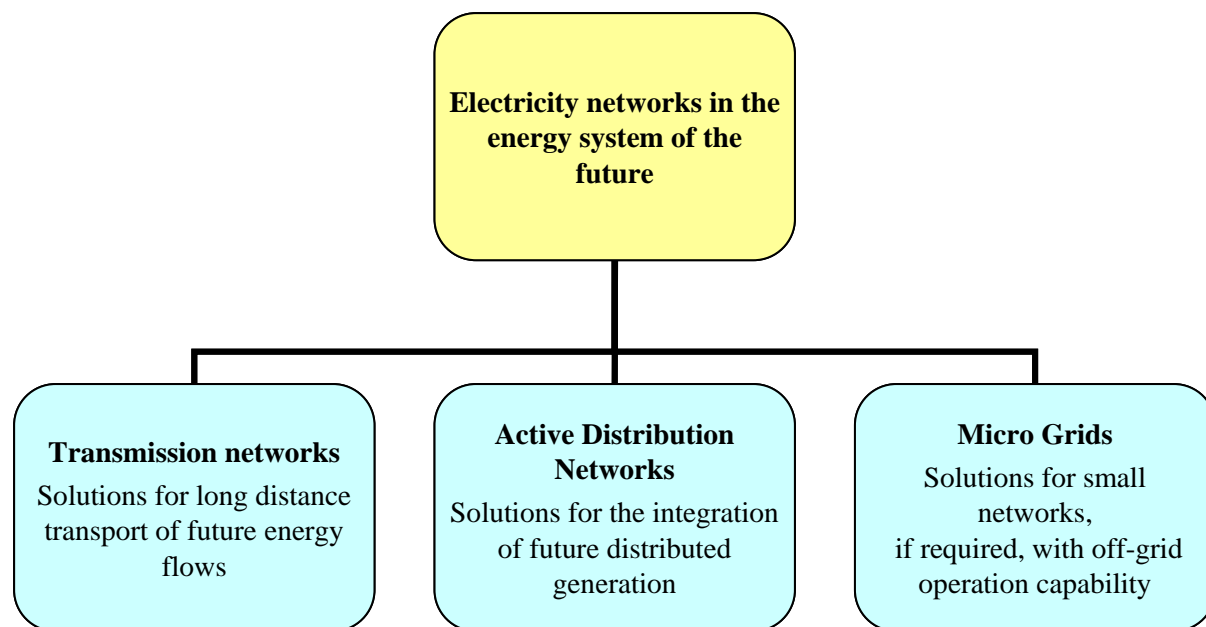 Electricity networks in the
energy system of the
future
Transmission networks
Solutions for long distance
transport of future energy
flows
Active Distribution
Networks
Solutions for the integration
of future distributed
generation
Micro Grids
Solutions for small
networks,
if required, with off-grid
operation capability